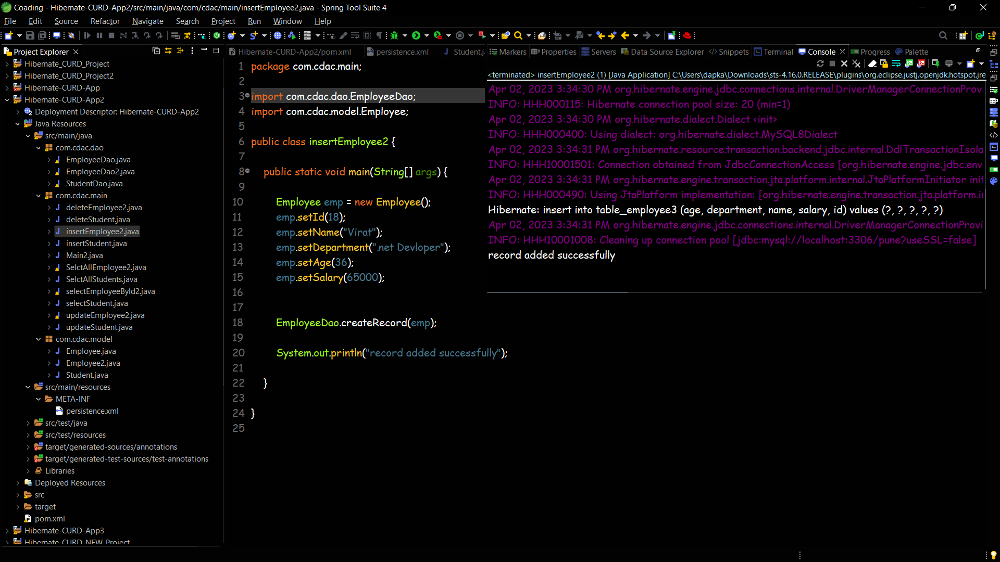 Coading - Hibernate-CURD-App2/src/main/java/com/cdac/main/insertEmployee2.java - Spring Tool Suite 4
File Edit Source Refactor Navigate Search Project Run Window Help
Project Explorer
Hibernate_CURD_Project
Hibernate_CURD_Project2
Hibernate-CURD-App
Hibernate-CURD-App2
Deployment Descriptor: Hibernate-CURD-App2
Java Resources
src/main/java
com.cdac.dao
EmployeeDao.java
EmployeeDao2.java
StudentDao.java
com.cdac.main
deleteEmployee2.java
deleteStudent.java
insertEmployee2.java
insertStudent.java
Main2.java
SelctAllEmployee2.java
SelctAllStudents.java
selectEmployeeById2.java
selectStudent.java
updateEmployee2.java
updateStudent.java
com.cdac.model
Employee.java
Employee2.java
Student.java
src/main/resources
META-INF
persistence.xml
src/test/java
src/test/resources
target/generated-sources/annotations
target/generated-test-sources/test-annotations
Libraries
Deployed Resources
src
target
pom.xml
Hibernate-CURD-App3
Hibernate-CURD-NEW-Project
Hibernate-CURD-App2/pom.xml persistence.xml Student.j
1 package com.cdac.main;
2
3 import com.cdac.dao.EmployeeDao;
4 import com.cdac.model.Employee;
5
6 public class insertEmployee2 {
7
8 public static void main(String[] args) {
9
10 Employee emp = new Employee();
11 emp.setId(18);
12 emp.setName("Virat");
13 emp.setDepartment(".net Devloper");
14 emp.setAge(36);
15 emp.setSalary(65000);
16
17
18 EmployeeDao.createRecord(emp);
19
20 System.out.println("record added successfully");
21
22 }
23
24 }
25
Markers Properties Servers Data Source Explorer Snippets Terminal Console Progress Palette
<terminated> insertEmployee2 (1) [Java Application] C:\Users\dapka\Downloads\sts-4.16.0.RELEASE\plugins\org.eclipse.justj.openjdk.hotspot.jre
Apr 02, 2023 3:34:30 PM org.hibernate.engine.jdbc.connections.internal.DriverManagerConnectionProvi
INFO: HHH000115: Hibernate connection pool size: 20 (min=1)
Apr 02, 2023 3:34:30 PM org.hibernate.dialect.Dialect <init>
INFO: HHH000400: Using dialect: org.hibernate.dialect.MySQL8Dialect
Apr 02, 2023 3:34:31 PM org.hibernate.resource.transaction.backend.jdbc.internal.DdlTransactionIsola
INFO: HHH10001501: Connection obtained from JdbcConnectionAccess [org.hibernate.engine.jdbc.env
Apr 02, 2023 3:34:31 PM org.hibernate.engine.transaction.jta.platform.internal.JtaPlatformInitiator init
INFO: HHH000490: Using JtaPlatform implementation: [org.hibernate.engine.transaction.jta.platform.in
Hibernate: insert into table_employee3 (age, department, name, salary, id) values (?, ?, ?, ?, ?)
Apr 02, 2023 3:34:31 PM org.hibernate.engine.jdbc.connections.internal.DriverManagerConnectionProvi
INFO: HHH10001008: Cleaning up connection pool [jdbc:mysql://localhost:3306/pune?useSSL=false]
record added successfully